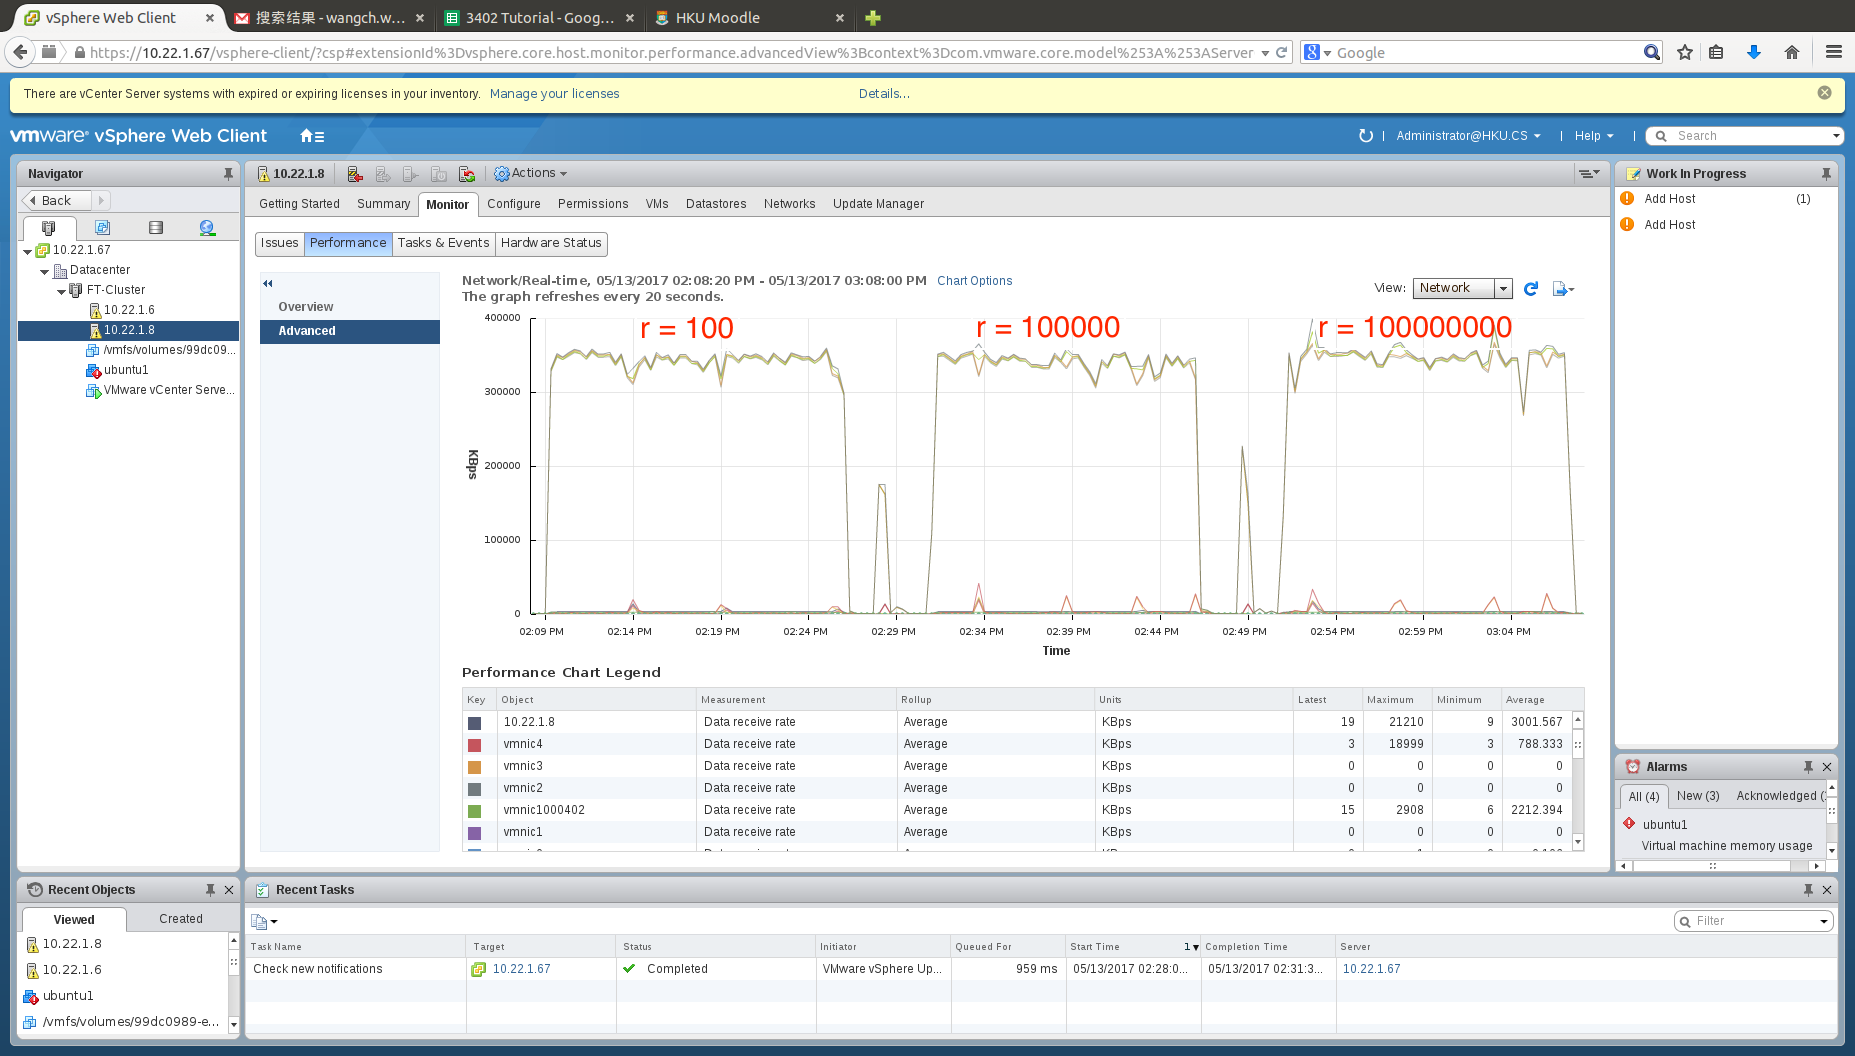 vSphere Web Client
搜索结果 - wangch.w...
3402 Tutorial - Goog...
HKU Moodle
https://10.22.1.67/vsphere-client/?csp#extensionId%3Dvsphere.core.host.monitor.performance.advancedView%3Bcontext%3Dcom.vmware.core.model%253A%253AServer
Google
There are vCenter Server systems with expired or expiring licenses in your inventory. Manage your licenses Details...
vmware® vSphere Web Client
Administrator@HKU.CS | Help
Search
Navigator
Back
10.22.1.67
Datacenter
FT-Cluster
10.22.1.6
10.22.1.8
/vmfs/volumes/99dc09...
ubuntu1
VMware vCenter Serve...
10.22.1.8
Actions
Getting Started Summary Monitor Configure Permissions VMs Datastores Networks Update Manager
Issues Performance Tasks & Events Hardware Status
Overview
Advanced
Network/Real-time, 05/13/2017 02:08:20 PM - 05/13/2017 03:08:00 PM Chart Options
The graph refreshes every 20 seconds.
View: Network
r = 100 r = 100000 r = 100000000
400000
300000
200000
100000
0
KBps
02:09 PM 02:14 PM 02:19 PM 02:24 PM 02:29 PM 02:34 PM 02:39 PM 02:44 PM 02:49 PM 02:54 PM 02:59 PM 03:04 PM
Time
Performance Chart Legend
Key Object Measurement Rollup Units Latest Maximum Minimum Average
10.22.1.8 Data receive rate Average KBps 19 21210 9 3001.567
vmnic4 Data receive rate Average KBps 3 18999 3 788.333
vmnic3 Data receive rate Average KBps 0 0 0 0
vmnic2 Data receive rate Average KBps 0 0 0 0
vmnic1000402 Data receive rate Average KBps 15 2908 6 2212.394
vmnic1 Data receive rate Average KBps 0 0 0 0
Work In Progress
Add Host (1)
Add Host
Alarms
All (4) New (3) Acknowledged (
ubuntu1
Virtual machine memory usage
Recent Objects
Viewed Created
10.22.1.8
10.22.1.6
ubuntu1
/vmfs/volumes/99dc0989-e...
Recent Tasks
Filter
Task Name Target Status Initiator Queued For Start Time 1 Completion Time Server
Check new notifications 10.22.1.67 Completed VMware vSphere Up... 959 ms 05/13/2017 02:28:0... 05/13/2017 02:31:3... 10.22.1.67